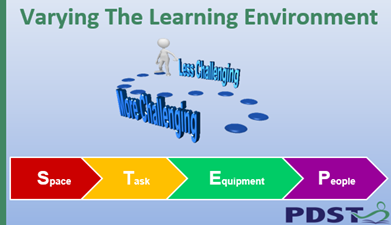 Varying The Learning Environment
Less Challenging
More Challenging
Space Task Equipment People
PDST